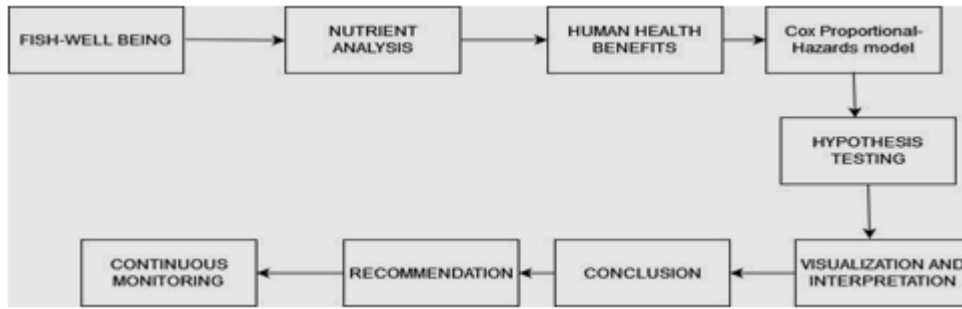 FISH-WELL BEING
NUTRIENT
ANALYSIS
HUMAN HEALTH
BENEFITS
Cox Proportional-
Hazards model
HYPOTHESIS
TESTING
VISUALIZATION AND
INTERPRETATION
CONCLUSION
RECOMMENDATION
CONTINUOUS
MONITORING